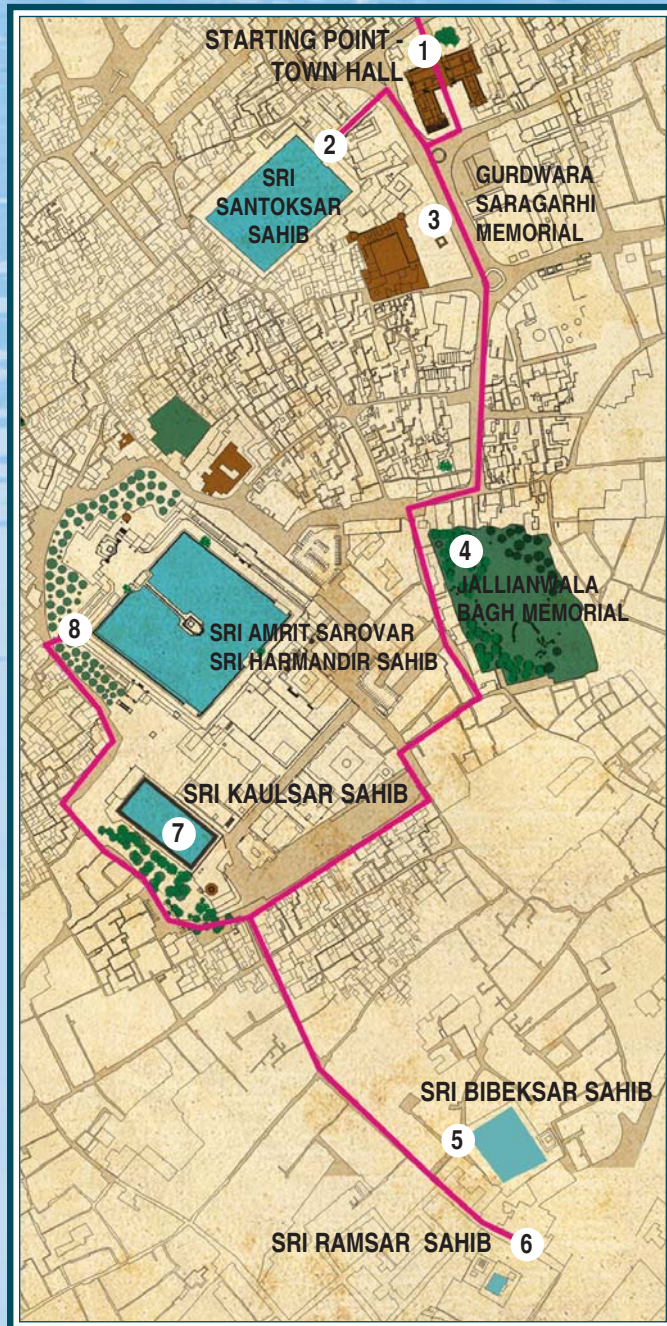 STARTING POINT -
TOWN HALL
1
2
SRI
SANTOKSAR
SAHIB
3
GURDWARA
SARAGARHI
MEMORIAL
4
JALLIANWALA
BAGH MEMORIAL
8
SRI AMRIT SAROVAR
SRI HARMANDIR SAHIB
SRI KAULSAR SAHIB
7
SRI BIBEKSAR SAHIB
5
SRI RAMSAR SAHIB
6